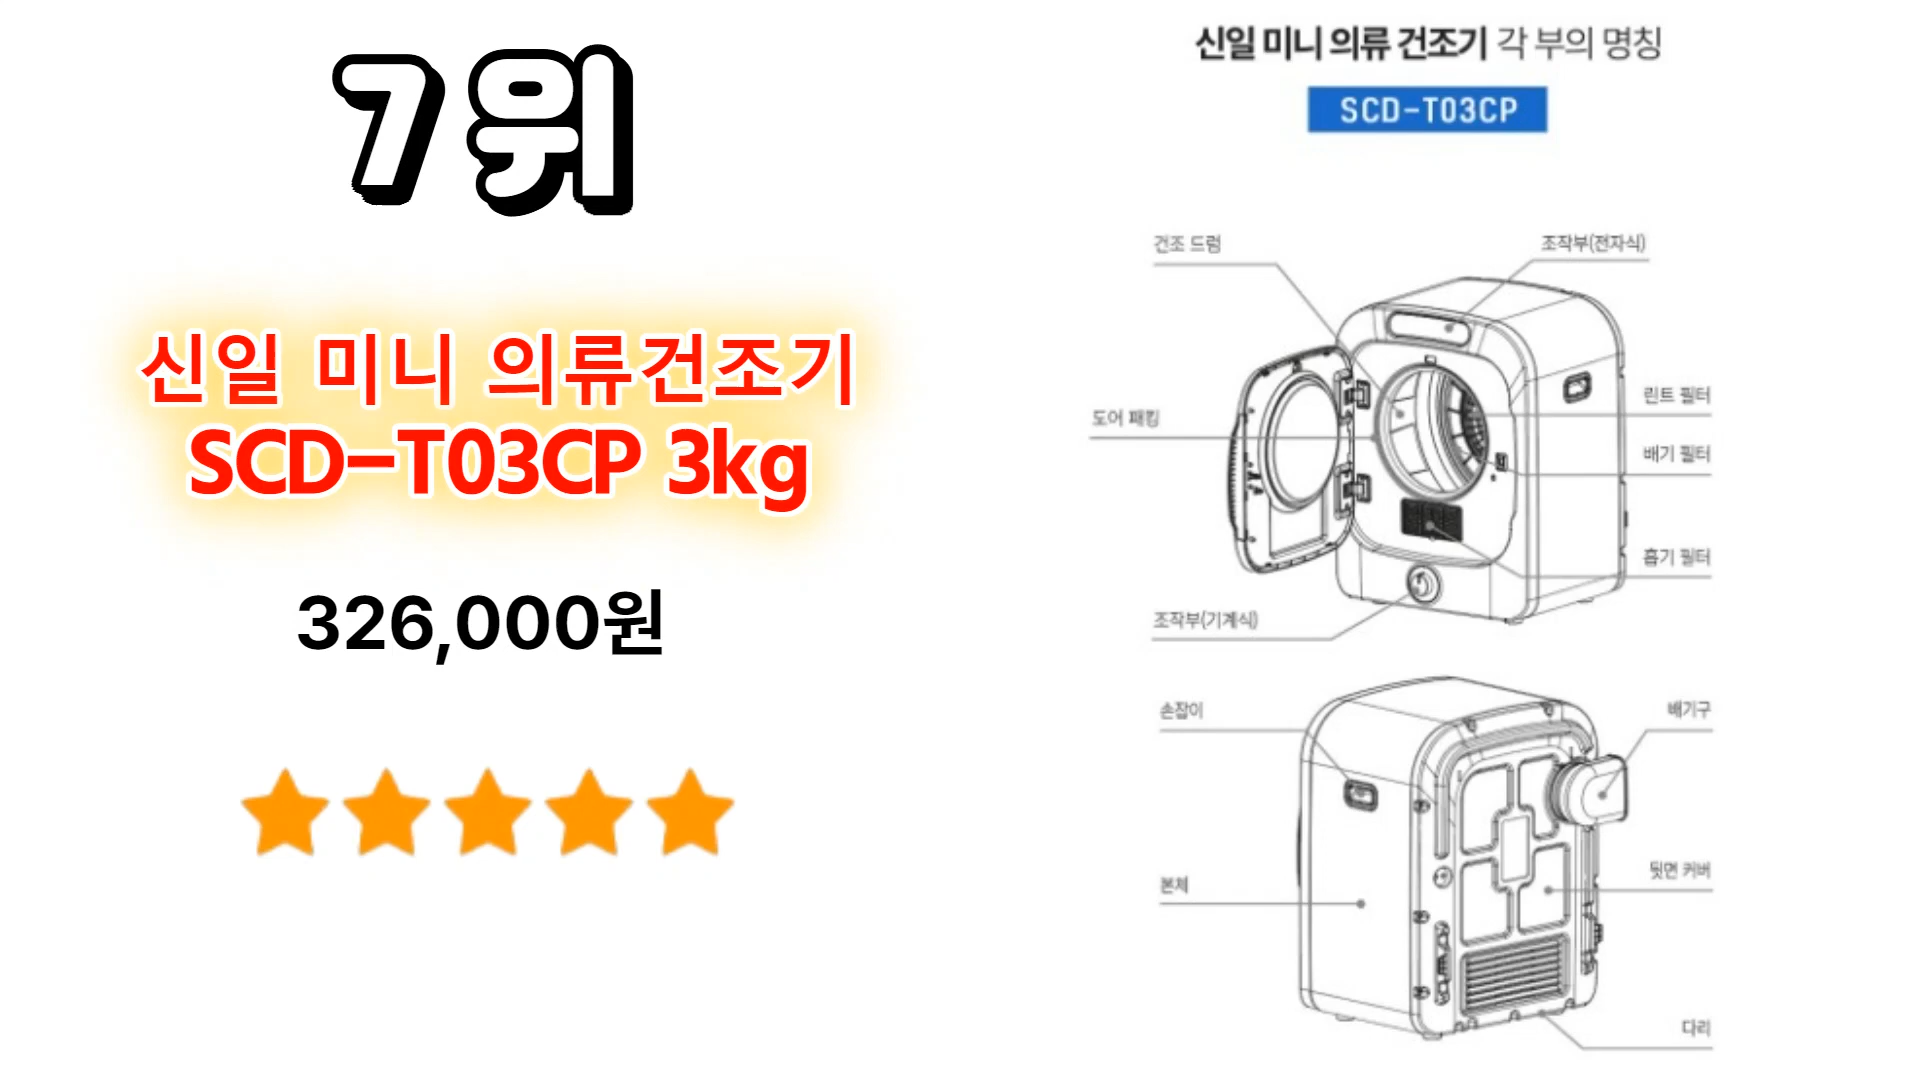 7위
신일 미니 의류건조기
SCD-T03CP 3kg
326,000원
신일 미니 의류 건조기 각 부의 명칭
SCD-T03CP
건조 드럼
조작부(전자식)
린트 필터
도어 패킹
배기 필터
흡기 필터
조작부(기계식)
손잡이
배기구
뒷면 커버
본체
다리